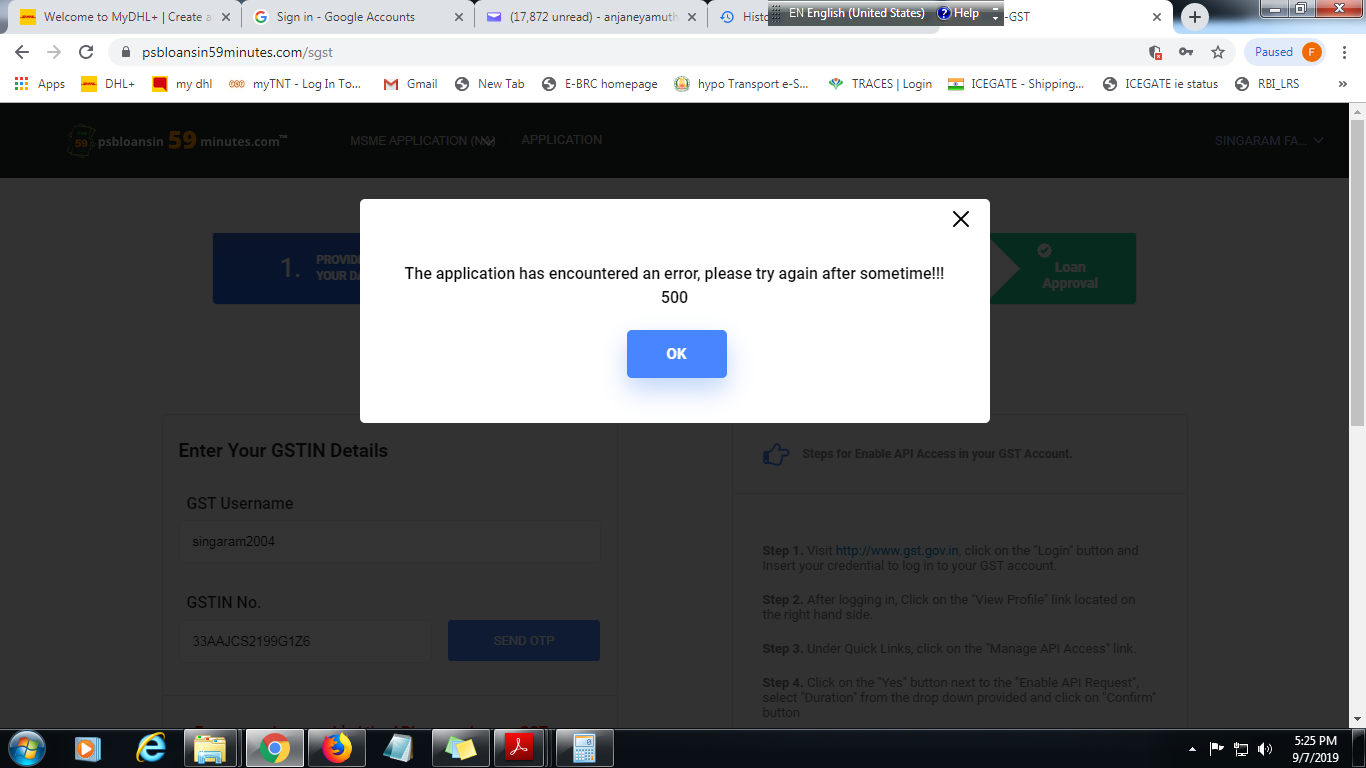 Welcome to MyDHL+ | Create a
Sign in - Google Accounts
(17,872 unread) - anjaneyamuth
Histo
EN English (United States)
Help
-GST
psbloansin59minutes.com/sgst
Paused
F
Apps
DHL+
my dhl
myTNT - Log In To...
Gmail
New Tab
E-BRC homepage
hypo Transport e-S...
TRACES | Login
ICEGATE - Shipping...
ICEGATE ie status
RBI_LRS
»
59 psbloansin 59 minutes.com™
MSME APPLICATION
APPLICATION
SINGARAM FA...
1. PROVID
YOUR DA
Loan
Approval
The application has encountered an error, please try again after sometime!!!
500
OK
Enter Your GSTIN Details
GST Username
singaram2004
GSTIN No.
33AAJCS2199G1Z6
SEND OTP
Steps for Enable API Access in your GST Account.
Step 1. Visit http://www.gst.gov.in, click on the "Login" button and
Insert your credential to log in to your GST account.
Step 2. After logging in, Click on the "View Profile" link located on
the right hand side.
Step 3. Under Quick Links, click on the "Manage API Access" link.
Step 4. Click on the "Yes" button next to the "Enable API Request",
select "Duration" from the drop down provided and click on "Confirm"
button
5:25 PM
9/7/2019